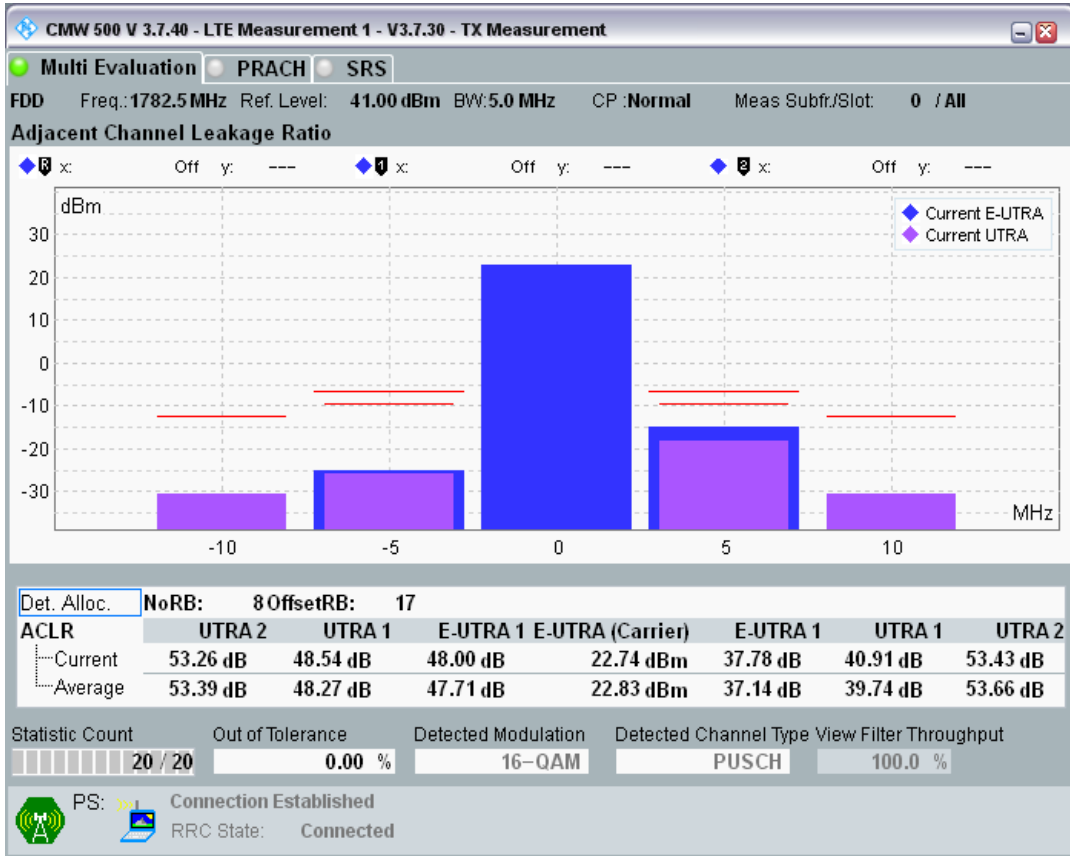 CMW 500 V 3.7.40 - LTE Measurement 1 - V3.7.30 - TX Measurement
Multi Evaluation PRACH SRS
FDD Freq.:1782.5 MHz Ref. Level: 41.00 dBm BW:5.0 MHz CP :Normal Meas Subfr./Slot: 0 / All
Adjacent Channel Leakage Ratio
R x: Off y: --- 1 x: Off y: --- 2 x: Off y: ---
dBm
Current E-UTRA
Current UTRA
30
20
10
0
-10
-20
-30
MHz
-10 -5 0 5 10
Det. Alloc. NoRB: 8 OffsetRB: 17
ACLR UTRA 2 UTRA 1 E-UTRA 1 E-UTRA (Carrier) E-UTRA 1 UTRA 1 UTRA 2
Current 53.26 dB 48.54 dB 48.00 dB 22.74 dBm 37.78 dB 40.91 dB 53.43 dB
Average 53.39 dB 48.27 dB 47.71 dB 22.83 dBm 37.14 dB 39.74 dB 53.66 dB
Statistic Count Out of Tolerance Detected Modulation Detected Channel Type View Filter Throughput
20 / 20 0.00 % 16-QAM PUSCH 100.0 %
PS: Connection Established
RRC State: Connected